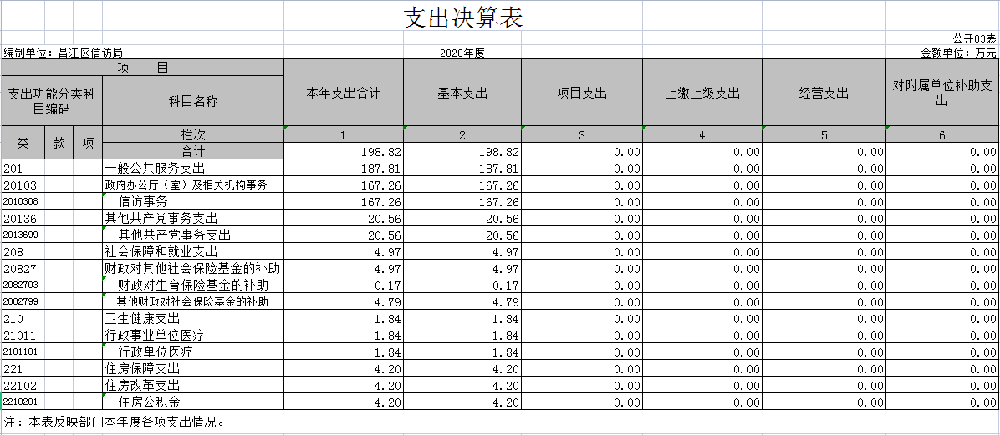 支出决算表
公开03表
编制单位：昌江区信访局 2020年度 金额单位：万元
项 目 本年支出合计 基本支出 项目支出 上缴上级支出 经营支出 对附属单位补助支出
支出功能分类科目编码 科目名称
类 款 项 栏次 1 2 3 4 5 6
合计 198.82 198.82 0.00 0.00 0.00 0.00
201 一般公共服务支出 187.81 187.81 0.00 0.00 0.00 0.00
20103 政府办公厅（室）及相关机构事务 167.26 167.26 0.00 0.00 0.00 0.00
2010308 信访事务 167.26 167.26 0.00 0.00 0.00 0.00
20136 其他共产党事务支出 20.56 20.56 0.00 0.00 0.00 0.00
2013699 其他共产党事务支出 20.56 20.56 0.00 0.00 0.00 0.00
208 社会保障和就业支出 4.97 4.97 0.00 0.00 0.00 0.00
20827 财政对其他社会保险基金的补助 4.97 4.97 0.00 0.00 0.00 0.00
2082703 财政对生育保险基金的补助 0.17 0.17 0.00 0.00 0.00 0.00
2082799 其他财政对社会保险基金的补助 4.79 4.79 0.00 0.00 0.00 0.00
210 卫生健康支出 1.84 1.84 0.00 0.00 0.00 0.00
21011 行政事业单位医疗 1.84 1.84 0.00 0.00 0.00 0.00
2101101 行政单位医疗 1.84 1.84 0.00 0.00 0.00 0.00
221 住房保障支出 4.20 4.20 0.00 0.00 0.00 0.00
22102 住房改革支出 4.20 4.20 0.00 0.00 0.00 0.00
2210201 住房公积金 4.20 4.20 0.00 0.00 0.00 0.00
注：本表反映部门本年度各项支出情况。